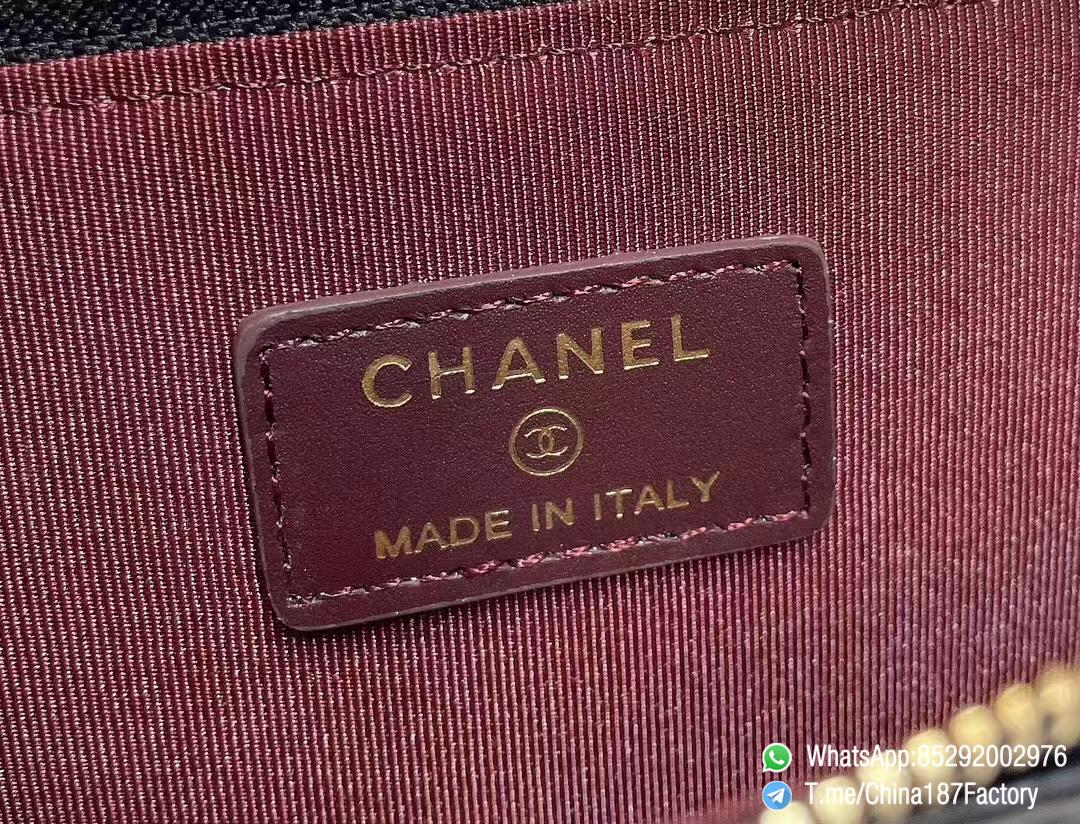 CHANEL
MADE IN ITALY
WhatsApp:85292002976
T.me/China187Factory